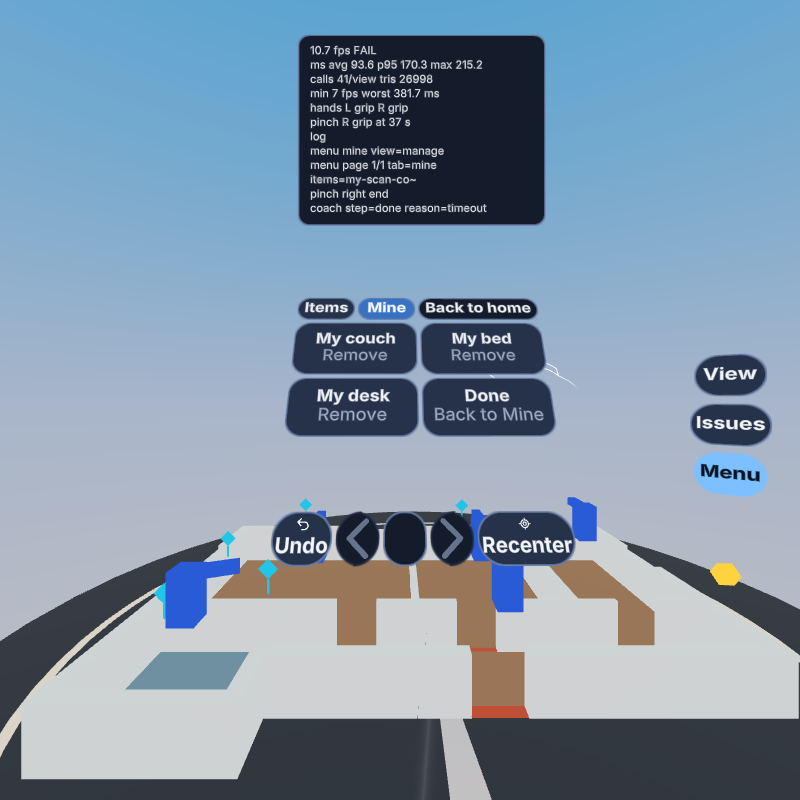 10.7 fps FAIL
ms avg 93.6 p95 170.3 max 215.2
calls 41/view tris 26998
min 7 fps worst 381.7 ms
hands L grip R grip
pinch R grip at 37 s
log
menu mine view=manage
menu page 1/1 tab=mine
items=my-scan-co~
pinch right end
coach step=done reason=timeout
Items Mine Back to home
My couch
Remove
My bed
Remove
My desk
Remove
Done
Back to Mine
View
Issues
Menu
Undo
Recenter